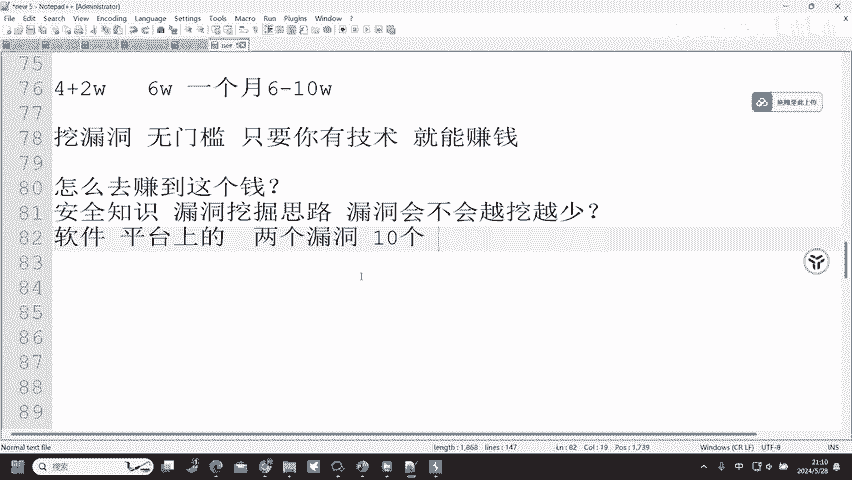 *new 5 - Notepad++ [Administrator]
File Edit Search View Encoding Language Settings Tools Macro Run Plugins Window ?
75
76 4+2w 6w 一个月6-10w
77
78 挖漏洞 无门槛 只要你有技术 就能赚钱
79
80 怎么去赚到这个钱？
81 安全知识 漏洞挖掘思路 漏洞会不会越挖越少？
82 软件 平台上的 两个漏洞 10个
83
84
85
86
87
88
89
拖拽至此上传
Normal text file length : 1,868 lines : 147 Ln : 82 Col : 19 Pos : 1,739 Windows (CR LF) UTF-8 INS
搜索
中
21:10
2024/5/28